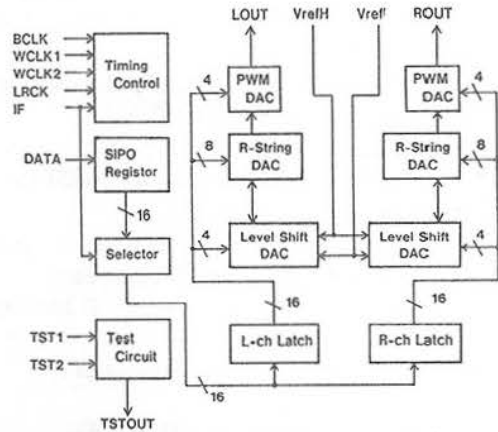 LOUT VrefH Vref ROUT
BCLK
WCLK1
WCLK2
LRCK
IF
Timing
Control
4
PWM
DAC
PWM
DAC
4
DATA
SIPO
Registor
8
R-String
DAC
R-String
DAC
8
16
Selector
4
Level Shift
DAC
Level Shift
DAC
4
16
16
TST1
TST2
Test
Circuit
L-ch Latch
R-ch Latch
16
TSTOUT